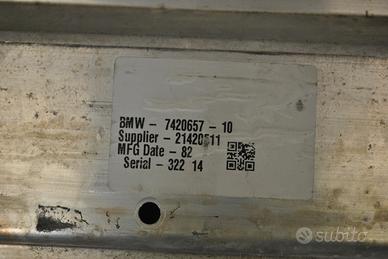 BMW - 7420657 - 10
Supplier - 21420511
MFG Date - 82
Serial - 322 14
subito